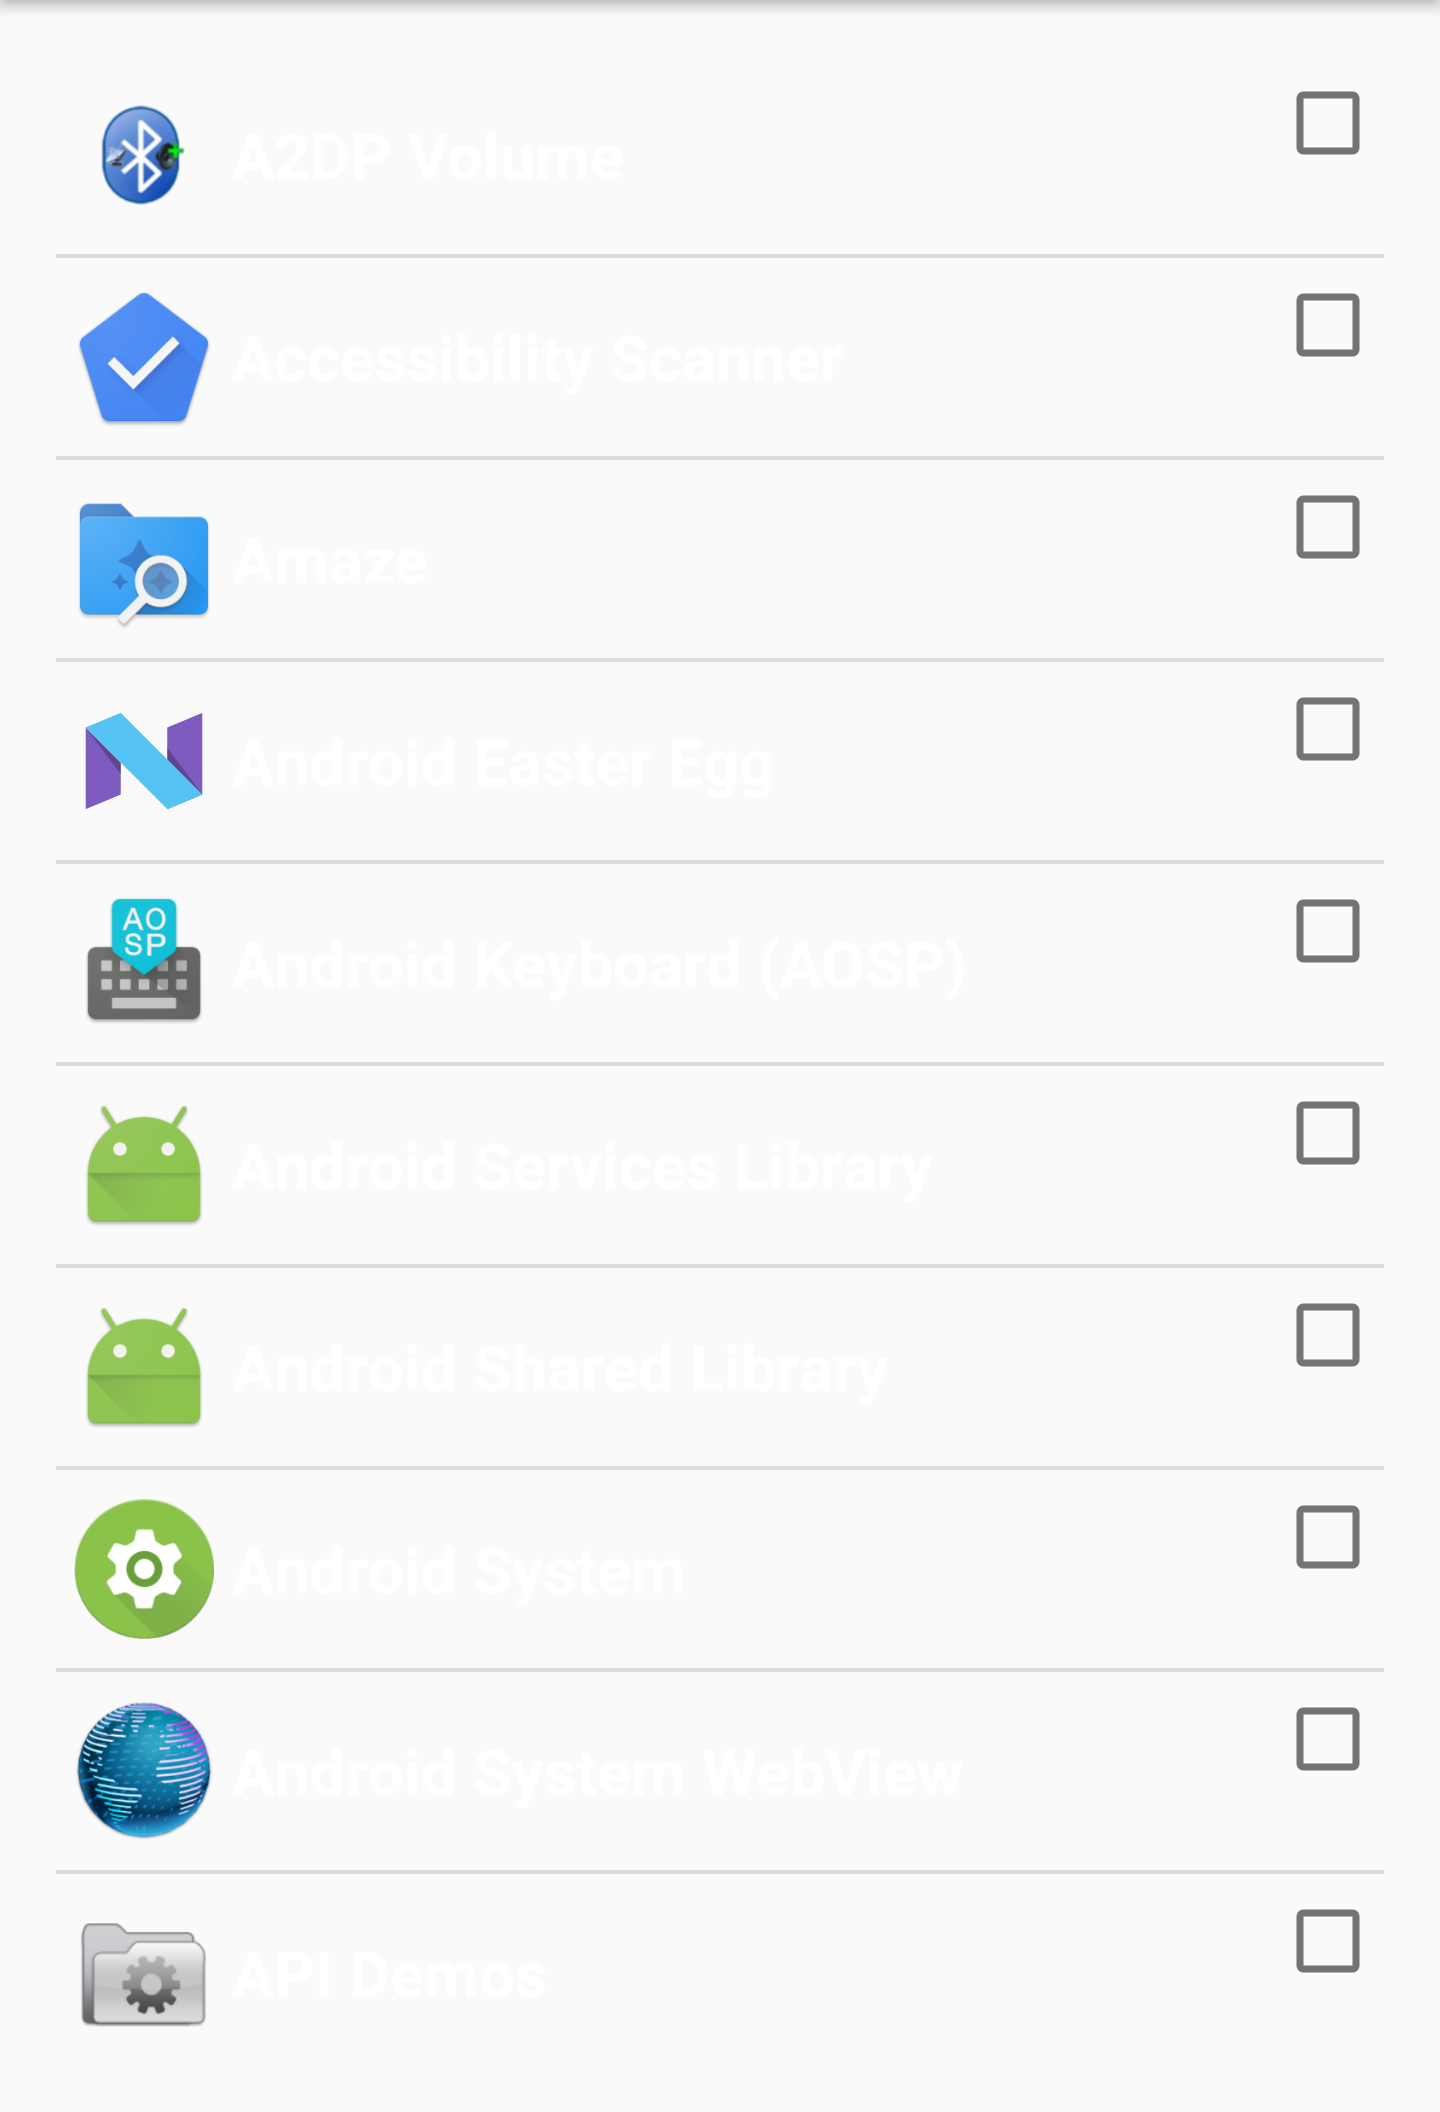 A2DP Volume
Accessibility Scanner
Amaze
Android Easter Egg
AO
SP
Android Keyboard (AOSP)
Android Services Library
Android Shared Library
Android System
Android System WebView
API Demos